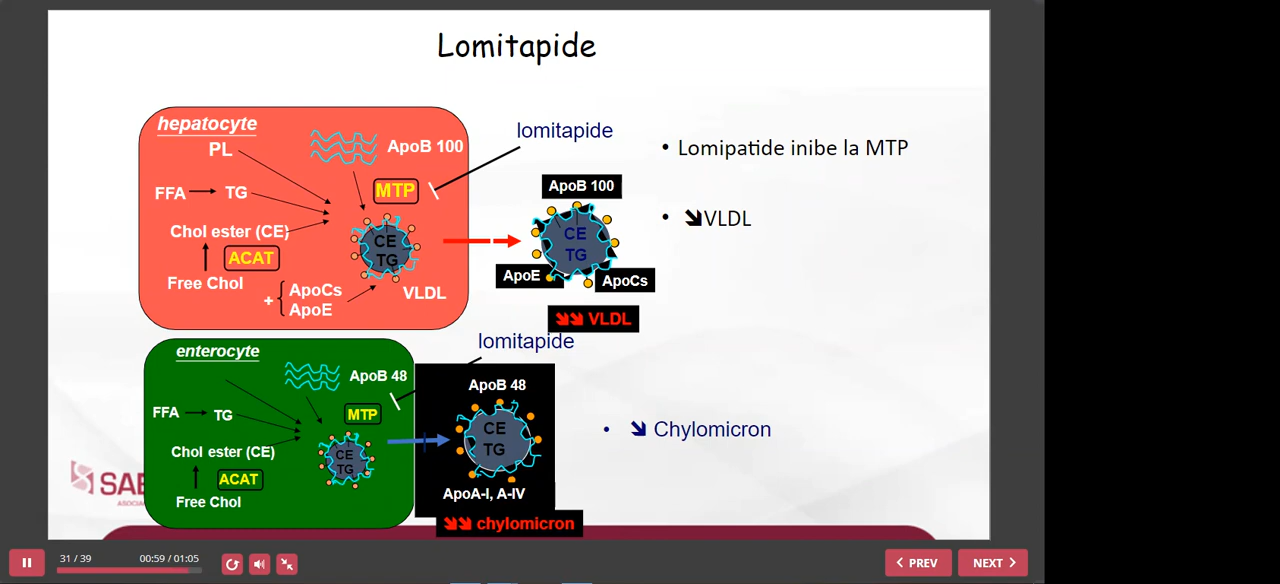 Lomitapide
hepatocyte
PL
ApoB 100
lomitapide
MTP
FFA
TG
Chol ester (CE)
ACAT
Free Chol
CE
TG
+
ApoCs
ApoE
VLDL
ApoB 100
CE
TG
ApoE
ApoCs
↘↘ VLDL
• Lomipatide inibe la MTP
• ↘VLDL
enterocyte
ApoB 48
lomitapide
MTP
FFA
TG
Chol ester (CE)
ACAT
Free Chol
CE
TG
ApoB 48
CE
TG
ApoA-I, A-IV
↘↘ chylomicron
• ↘ Chylomicron
31 / 39
00:59 / 01:05
PREV
NEXT